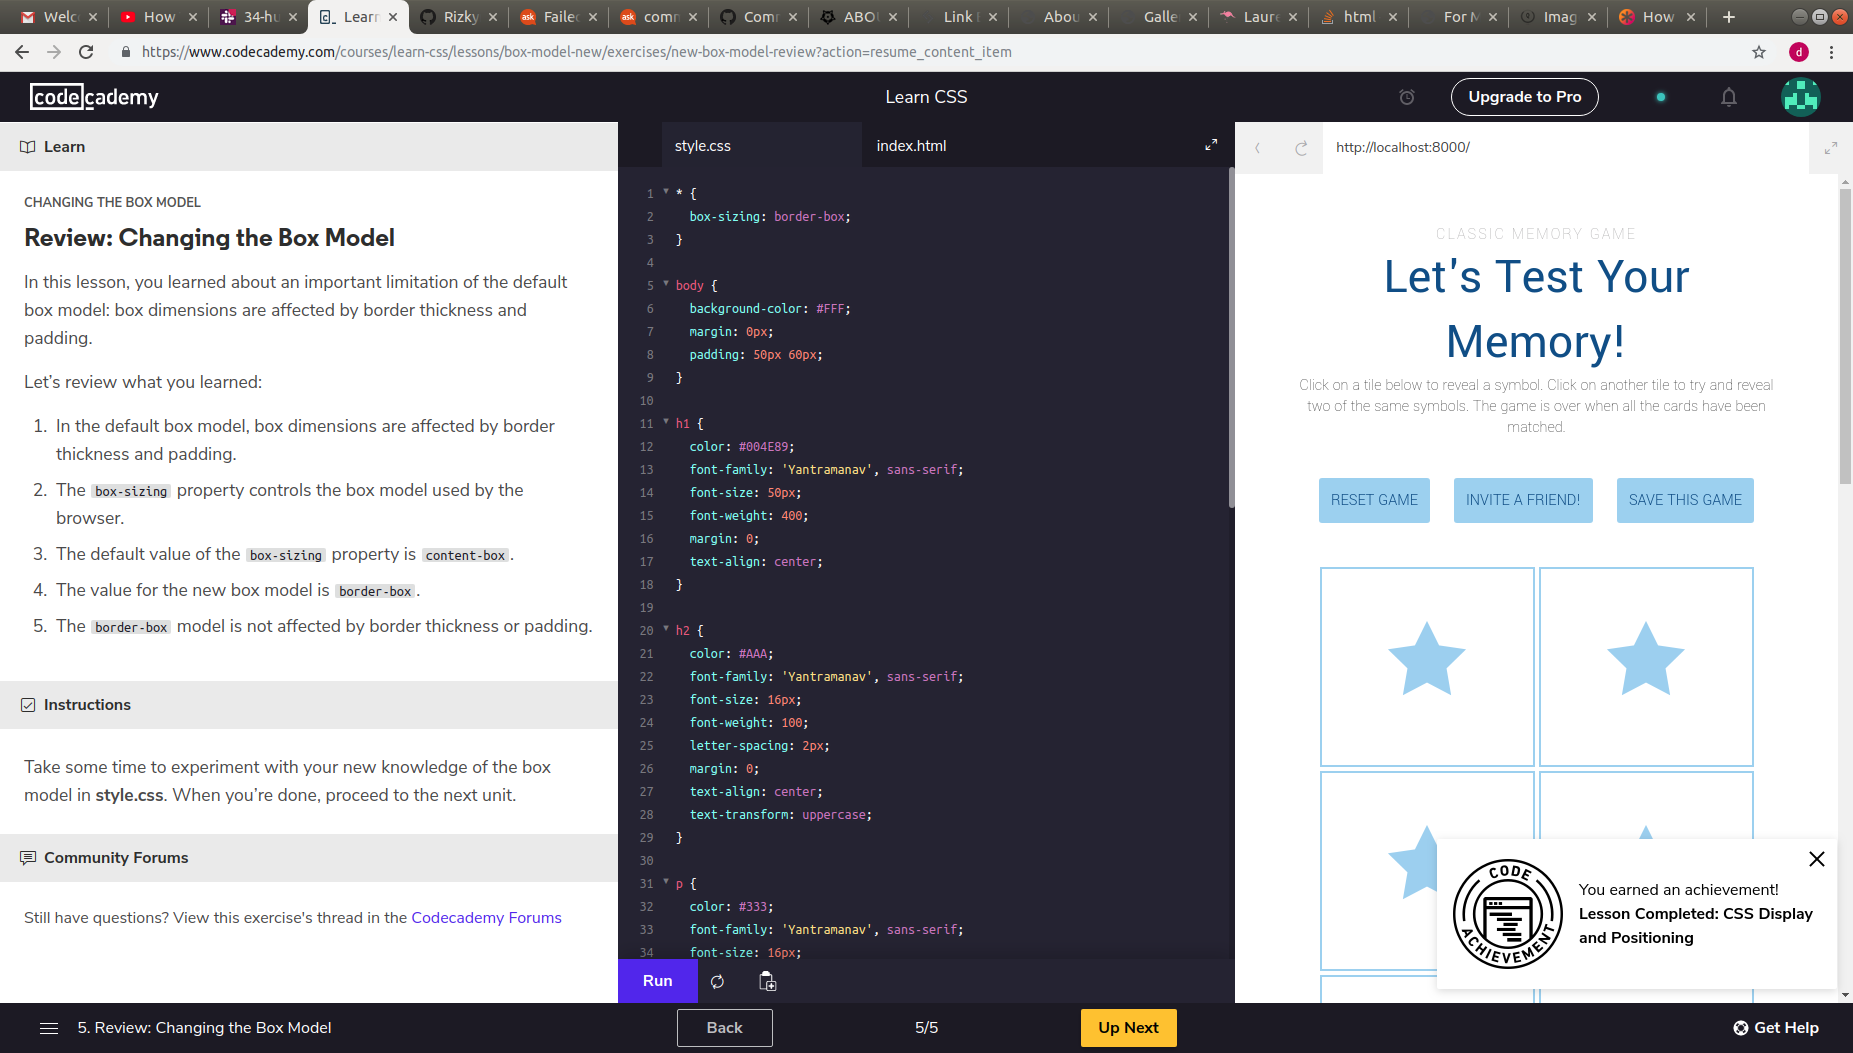 Welc
How
34-hu
Learn
Rizky
Failed
comm
Comm
ABO
Link
Abou
Galle
Laure
html
For M
Imag
How
https://www.codecademy.com/courses/learn-css/lessons/box-model-new/exercises/new-box-model-review?action=resume_content_item
d
codecademy
Learn CSS
Upgrade to Pro
Learn
CHANGING THE BOX MODEL
Review: Changing the Box Model
In this lesson, you learned about an important limitation of the default
box model: box dimensions are affected by border thickness and
padding.
Let’s review what you learned:
1. In the default box model, box dimensions are affected by border
thickness and padding.
2. The box-sizing property controls the box model used by the
browser.
3. The default value of the box-sizing property is content-box.
4. The value for the new box model is border-box.
5. The border-box model is not affected by border thickness or padding.
Instructions
Take some time to experiment with your new knowledge of the box
model in style.css. When you’re done, proceed to the next unit.
Community Forums
Still have questions? View this exercise's thread in the Codecademy Forums
style.css
index.html
1 * {
2 box-sizing: border-box;
3 }
4
5 body {
6 background-color: #FFF;
7 margin: 0px;
8 padding: 50px 60px;
9 }
10
11 h1 {
12 color: #004E89;
13 font-family: 'Yantramanav', sans-serif;
14 font-size: 50px;
15 font-weight: 400;
16 margin: 0;
17 text-align: center;
18 }
19
20 h2 {
21 color: #AAA;
22 font-family: 'Yantramanav', sans-serif;
23 font-size: 16px;
24 font-weight: 100;
25 letter-spacing: 2px;
26 margin: 0;
27 text-align: center;
28 text-transform: uppercase;
29 }
30
31 p {
32 color: #333;
33 font-family: 'Yantramanav', sans-serif;
34 font-size: 16px;
Run
http://localhost:8000/
CLASSIC MEMORY GAME
Let's Test Your
Memory!
Click on a tile below to reveal a symbol. Click on another tile to try and reveal
two of the same symbols. The game is over when all the cards have been
matched.
RESET GAME
INVITE A FRIEND!
SAVE THIS GAME
CODE
ACHIEVEMENT
You earned an achievement!
Lesson Completed: CSS Display
and Positioning
5. Review: Changing the Box Model
Back
5/5
Up Next
Get Help